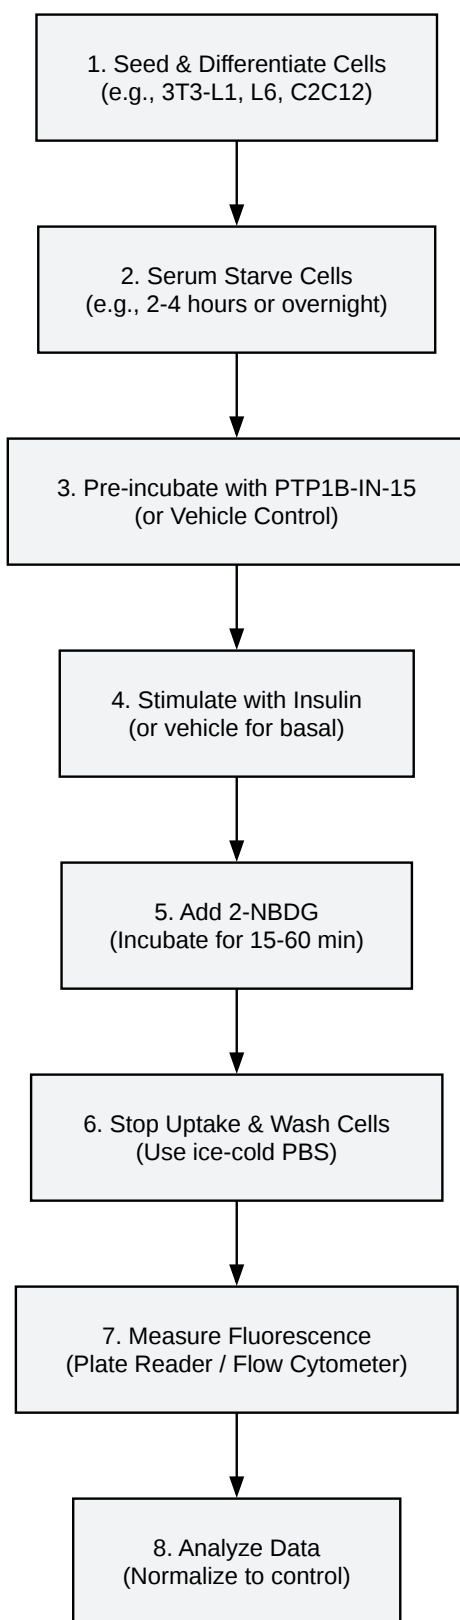 1. Seed & Differentiate Cells
(e.g., 3T3-L1, L6, C2C12)
2. Serum Starve Cells
(e.g., 2-4 hours or overnight)
3. Pre-incubate with PTP1B-IN-15
(or Vehicle Control)
4. Stimulate with Insulin
(or vehicle for basal)
5. Add 2-NBDG
(Incubate for 15-60 min)
6. Stop Uptake & Wash Cells
(Use ice-cold PBS)
7. Measure Fluorescence
(Plate Reader / Flow Cytometer)
8. Analyze Data
(Normalize to control)